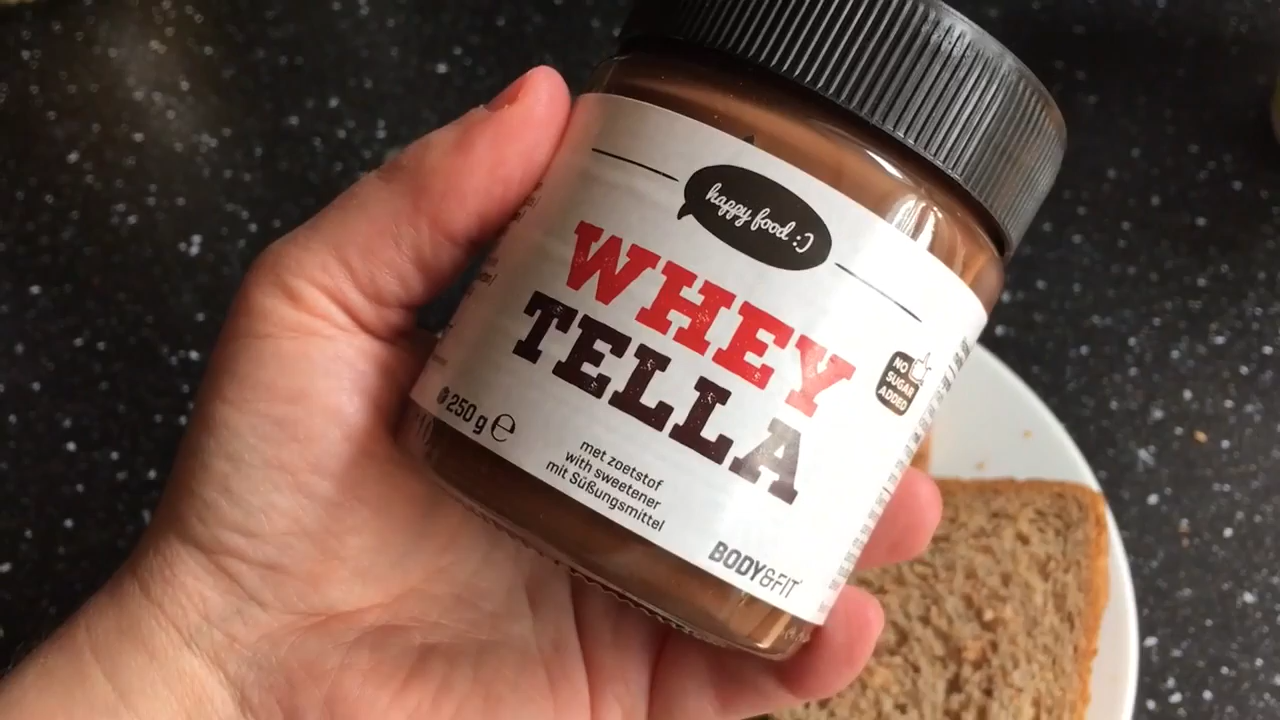 happy food :)
WHEY
TELLA
NO
SUGAR
ADDED
250 g ℮
met zoetstof
with sweetener
mit Süßungsmittel
BODY&FIT